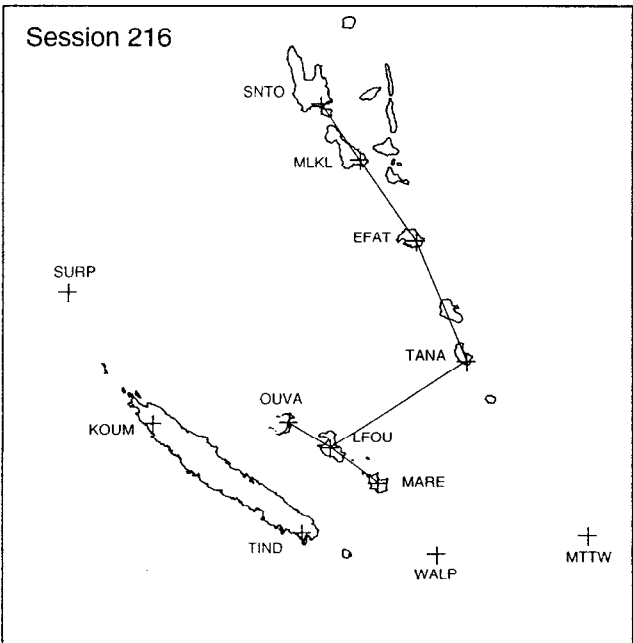 Session 216
SNTO
MLKL
EFAT
SURP
TANA
OUVA
KOUM
LFOU
MARE
TIND
WALP
MTTW